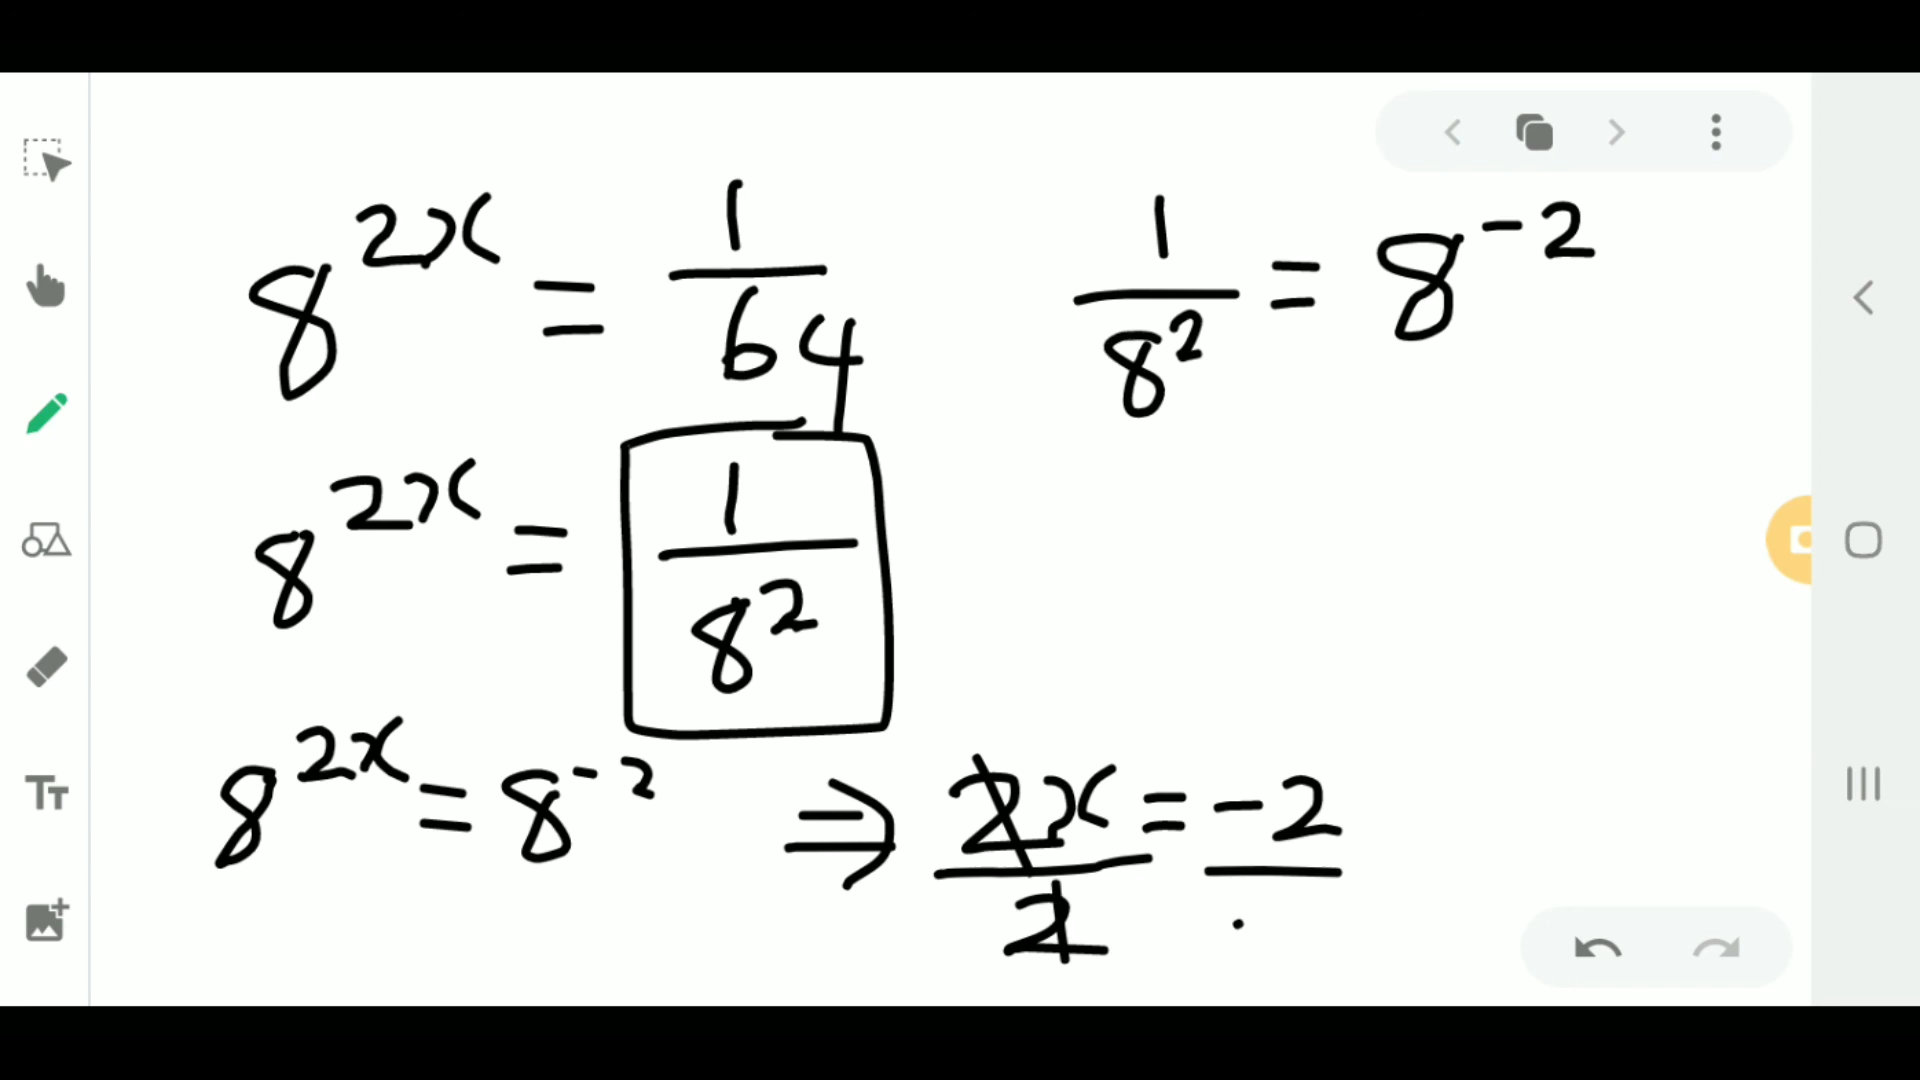 8^{2x} = 1/64
1/8^2 = 8^{-2}
8^{2x} = 1/8^2
8^{2x} = 8^{-2} ⇒ 2x/2 = -2/
Tт